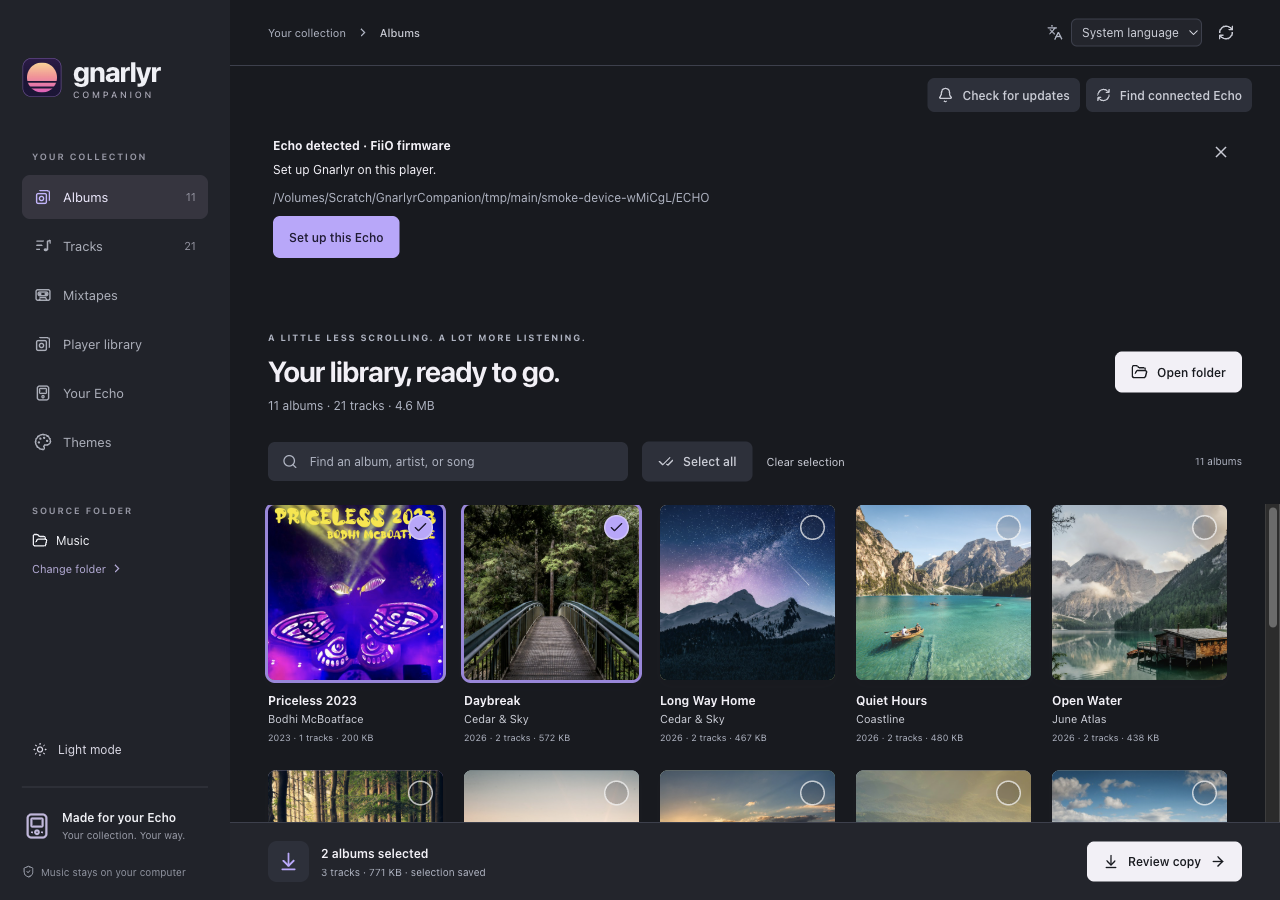 gnarlyr
COMPANION
YOUR COLLECTION
Albums 11
Tracks 21
Mixtapes
Player library
Your Echo
Themes
SOURCE FOLDER
Music
Change folder
Light mode
Made for your Echo
Your collection. Your way.
Music stays on your computer
Your collection > Albums
System language
Check for updates
Find connected Echo
Echo detected · FiiO firmware
Set up Gnarlyr on this player.
/Volumes/Scratch/GnarlyrCompanion/tmp/main/smoke-device-wMiCgL/ECHO
Set up this Echo
A LITTLE LESS SCROLLING. A LOT MORE LISTENING.
Your library, ready to go.
11 albums · 21 tracks · 4.6 MB
Open folder
Find an album, artist, or song
Select all
Clear selection
11 albums
PRICELESS 2023
BODHI MCBOATFACE
Priceless 2023
Bodhi McBoatface
2023 · 1 tracks · 200 KB
Daybreak
Cedar & Sky
2026 · 2 tracks · 572 KB
Long Way Home
Cedar & Sky
2026 · 2 tracks · 467 KB
Quiet Hours
Coastline
2026 · 2 tracks · 480 KB
Open Water
June Atlas
2026 · 2 tracks · 438 KB
2 albums selected
3 tracks · 771 KB · selection saved
Review copy